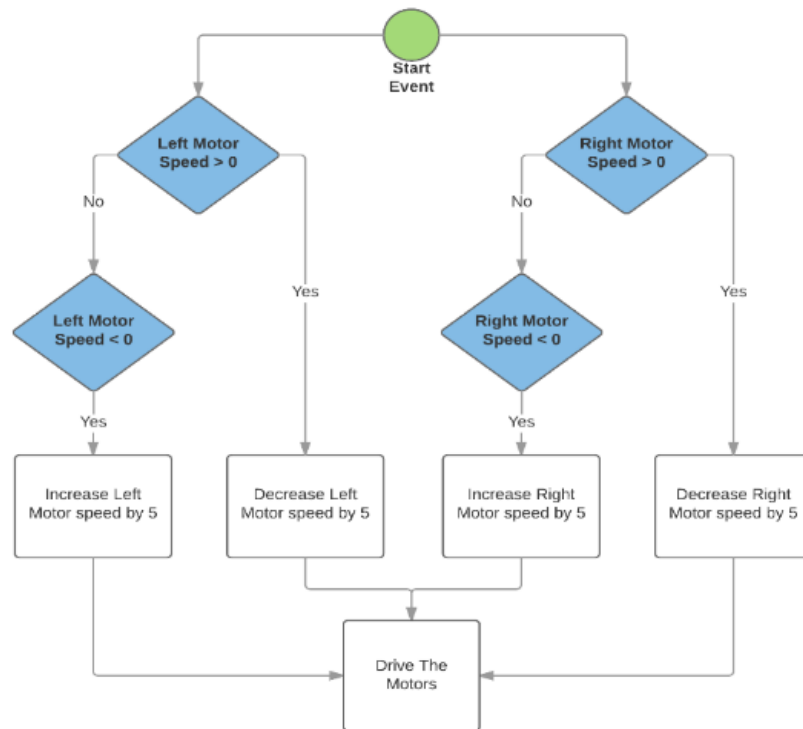 Start
Event
Left Motor
Speed > 0
Right Motor
Speed > 0
No
No
Yes
Yes
Left Motor
Speed < 0
Right Motor
Speed < 0
Yes
Yes
Increase Left
Motor speed by 5
Decrease Left
Motor speed by 5
Increase Right
Motor speed by 5
Decrease Right
Motor speed by 5
Drive The
Motors